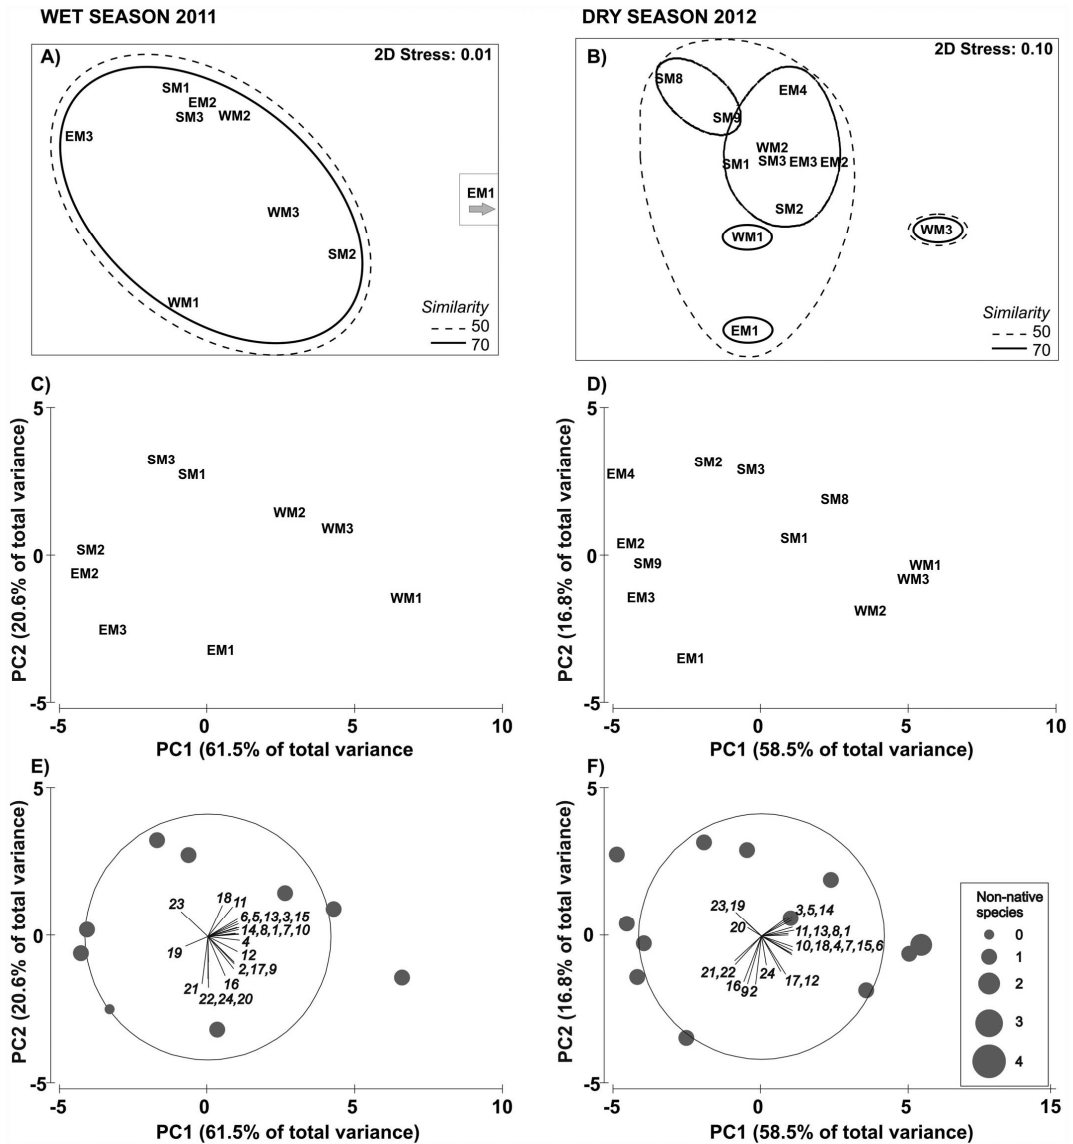 WET SEASON 2011
DRY SEASON 2012
A)
2D Stress: 0.01
SM1
EM2
SM3
WM2
EM3
EM1
WM3
SM2
WM1
Similarity
50
70
B)
2D Stress: 0.10
SM8
EM4
SM9
WM2
SM1
SM3
EM3
EM2
SM2
WM1
WM3
EM1
Similarity
50
70
C)
5
0
-5
PC2 (20.6% of total variance)
SM3
SM1
WM2
WM3
SM2
EM2
WM1
EM3
EM1
-5
0
5
10
PC1 (61.5% of total variance
D)
5
0
-5
PC2 (16.8% of total variance)
SM2
SM3
EM4
SM8
SM1
EM2
SM9
WM1
WM3
EM3
WM2
EM1
-5
0
5
10
PC1 (58.5% of total variance)
E)
5
0
-5
PC2 (20.6% of total variance)
23
18
11
6,5,13,3,15
14,8,1,7,10
4
19
12
2,17,9
16
21
22,24,20
-5
0
5
10
PC1 (61.5% of total variance)
F)
5
0
-5
PC2 (20.6% of total variance)
23,19
3,5,14
20
11,13,8,1
10,18,4,7,15,6
21,22
24
17,12
16
92
-5
0
5
15
PC1 (58.5% of total variance)
Non-native
species
0
1
2
3
4